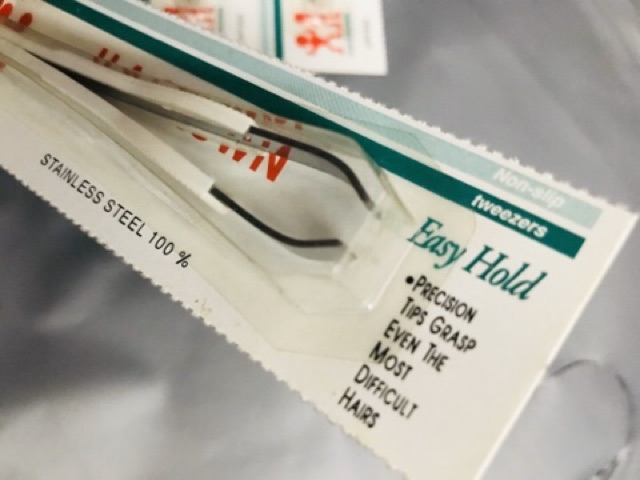 Non-slip
tweezers
Easy Hold
•PRECISION
TIPS GRASP
EVEN THE
MOST
DIFFICULT
HAIRS
STAINLESS STEEL 100 %